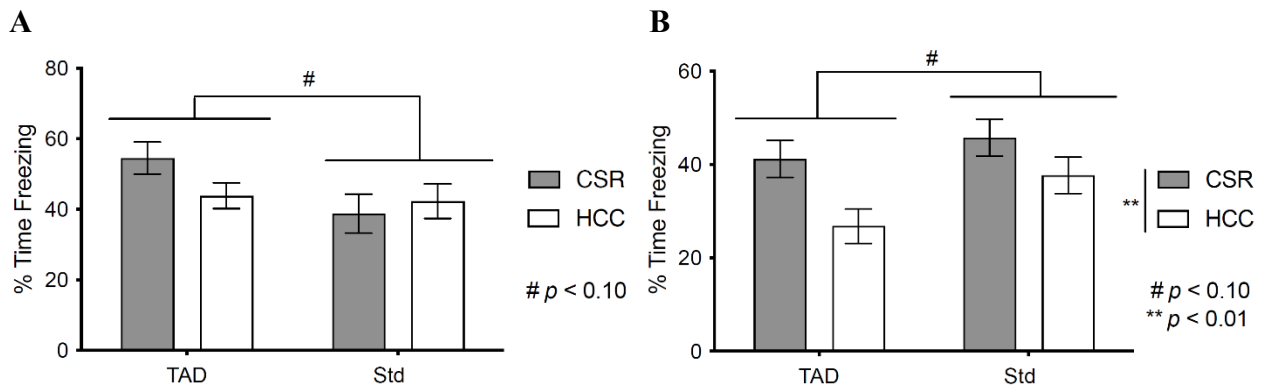 A
% Time Freezing
80
60
40
20
0
#
TAD
Std
CSR
HCC
# p < 0.10
B
% Time Freezing
60
40
20
0
#
TAD
Std
CSR
**
HCC
# p < 0.10
** p < 0.01